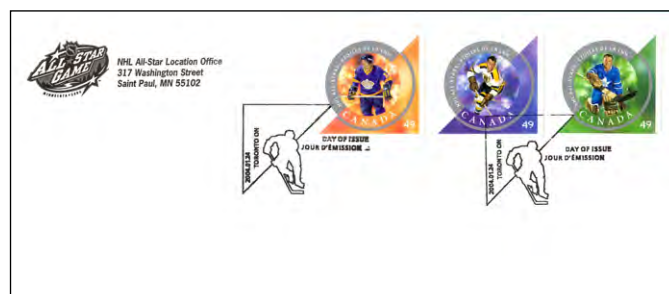 ALL-STAR
GAME
NHL All-Star Location Office
317 Washington Street
Saint Paul, MN 55102
CANADA
49
CANADA
49
CANADA
49
DAY OF ISSUE
JOUR D'ÉMISSION
2004.01.24
TORONTO ON
DAY OF ISSUE
JOUR D'ÉMISSION
2004.01.24
TORONTO ON